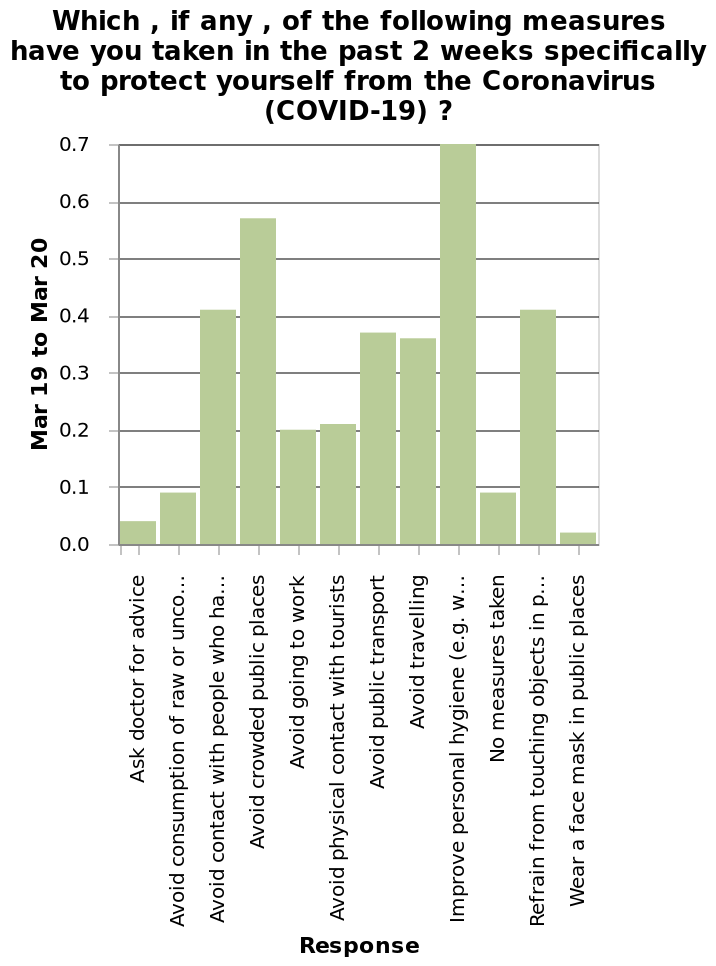 Which , if any , of the following measures
have you taken in the past 2 weeks specifically
to protect yourself from the Coronavirus
(COVID-19) ?
Mar 19 to Mar 20
0.7
0.6
0.5
0.4
0.3
0.2
0.1
0.0
Ask doctor for advice
Avoid consumption of raw or unco...
Avoid contact with people who ha...
Avoid crowded public places
Avoid going to work
Avoid physical contact with tourists
Avoid public transport
Avoid travelling
Improve personal hygiene (e.g. w...
No measures taken
Refrain from touching objects in p...
Wear a face mask in public places
Response